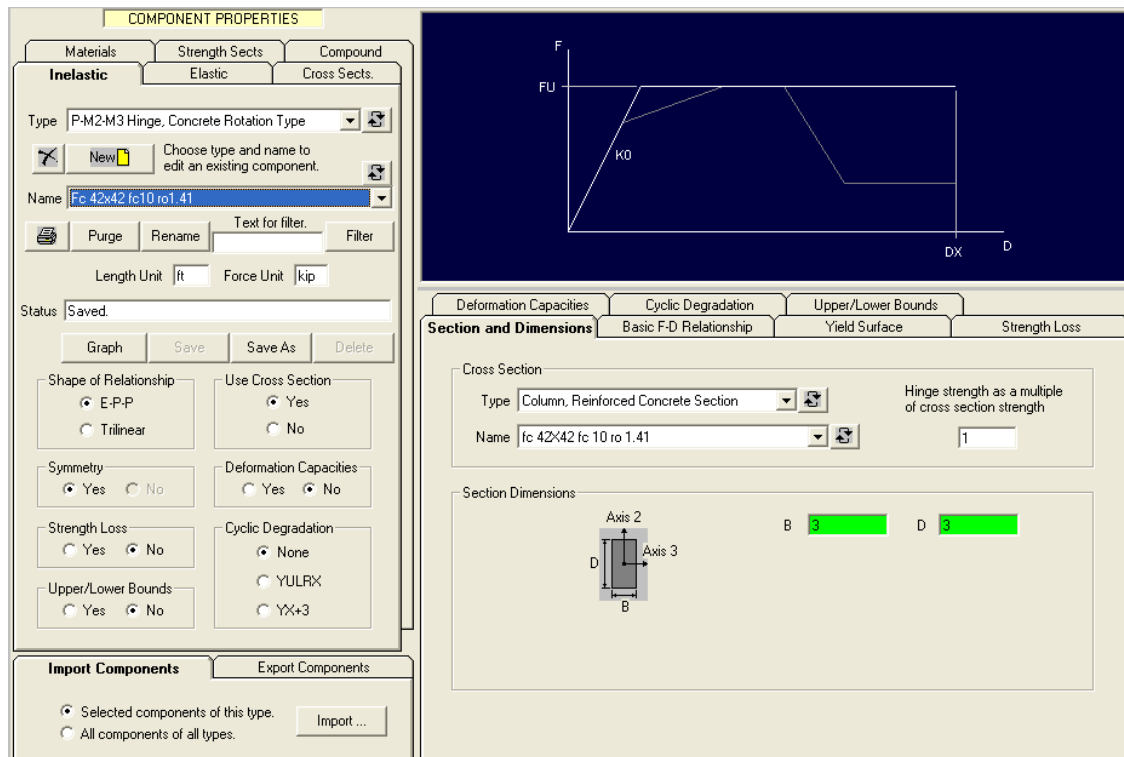 COMPONENT PROPERTIES
Materials Strength Sects Compound
Inelastic Elastic Cross Sects.
Type P-M2-M3 Hinge, Concrete Rotation Type
New Choose type and name to
edit an existing component.
Name Fc 42x42 fc10 ro1.41
Text for filter.
Purge Rename Filter
Length Unit ft Force Unit kip
Status Saved.
Graph Save Save As Delete
Shape of Relationship
E-P-P
Trilinear
Use Cross Section
Yes
No
Symmetry
Yes No
Deformation Capacities
Yes No
Strength Loss
Yes No
Cyclic Degradation
None
YULRX
YX+3
Upper/Lower Bounds
Yes No
Import Components Export Components
Selected components of this type.
All components of all types.
Import ...
F
FU
K0
DX
D
Deformation Capacities Cyclic Degradation Upper/Lower Bounds
Section and Dimensions Basic F-D Relationship Yield Surface Strength Loss
Cross Section
Type Column, Reinforced Concrete Section
Name fc 42X42 fc 10 ro 1.41
Hinge strength as a multiple
of cross section strength
1
Section Dimensions
Axis 2
Axis 3
D
B
B 3 D 3